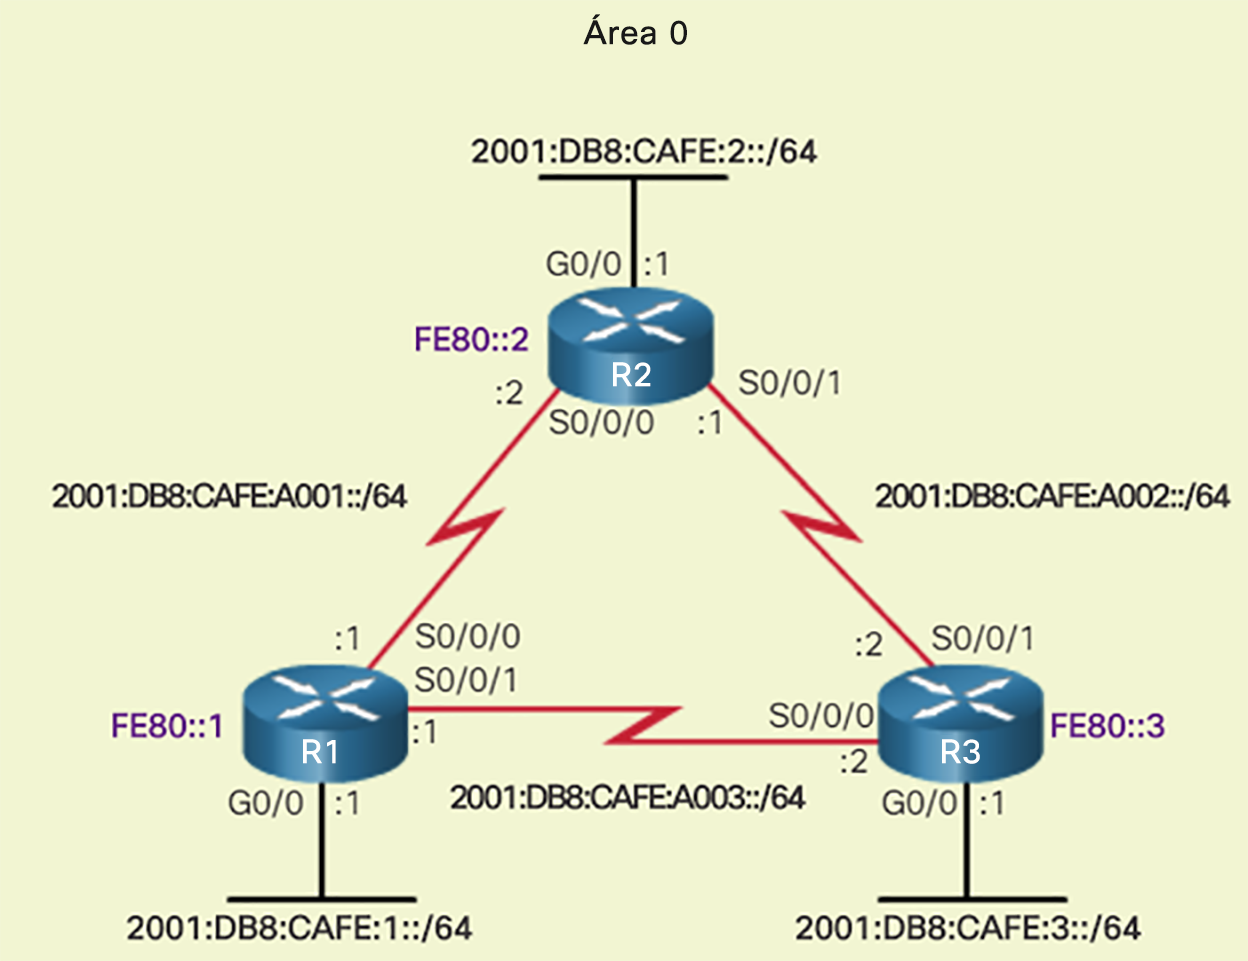 Área 0
2001:DB8:CAFE:2::/64
G0/0 :1
FE80::2
R2
:2
S0/0/1
S0/0/0 :1
2001:DB8:CAFE:A001::/64
2001:DB8:CAFE:A002::/64
:1 S0/0/0
:2 S0/0/1
S0/0/1
S0/0/0
FE80::1
:1
FE80::3
R1
R3
:2
G0/0 :1
2001:DB8:CAFE:A003::/64
G0/0 :1
2001:DB8:CAFE:1::/64
2001:DB8:CAFE:3::/64